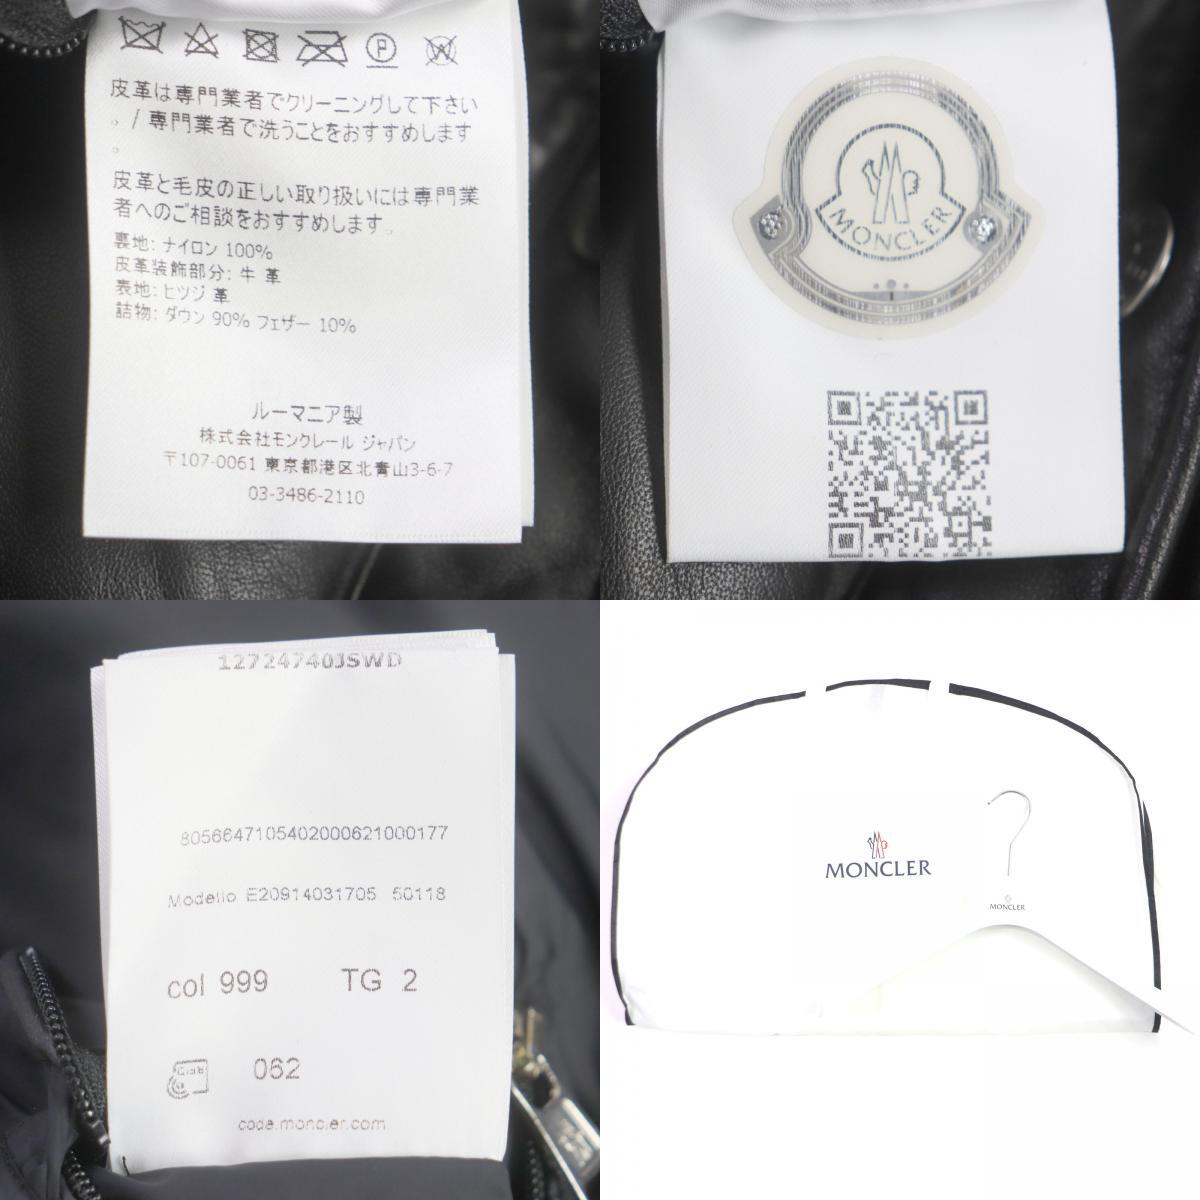 皮革は専門業者でクリーニングして下さい
。/ 専門業者で洗うことをおすすめします
。
皮革と毛皮の正しい取り扱いには専門業
者へのご相談をおすすめします。
裏地: ナイロン 100%
皮革装飾部分: 牛 革
表地: ヒツジ 革
詰物: ダウン 90% フェザー 10%
ルーマニア製
株式会社モンクレール ジャパン
〒107-0061 東京都港区北青山3-6-7
03-3486-2110
MONCLER
12724740JSWD
8056647105402000621000177
Modello E20914031705 50118
col 999 TG 2
062
code.moncler.com
MONCLER
MONCLER